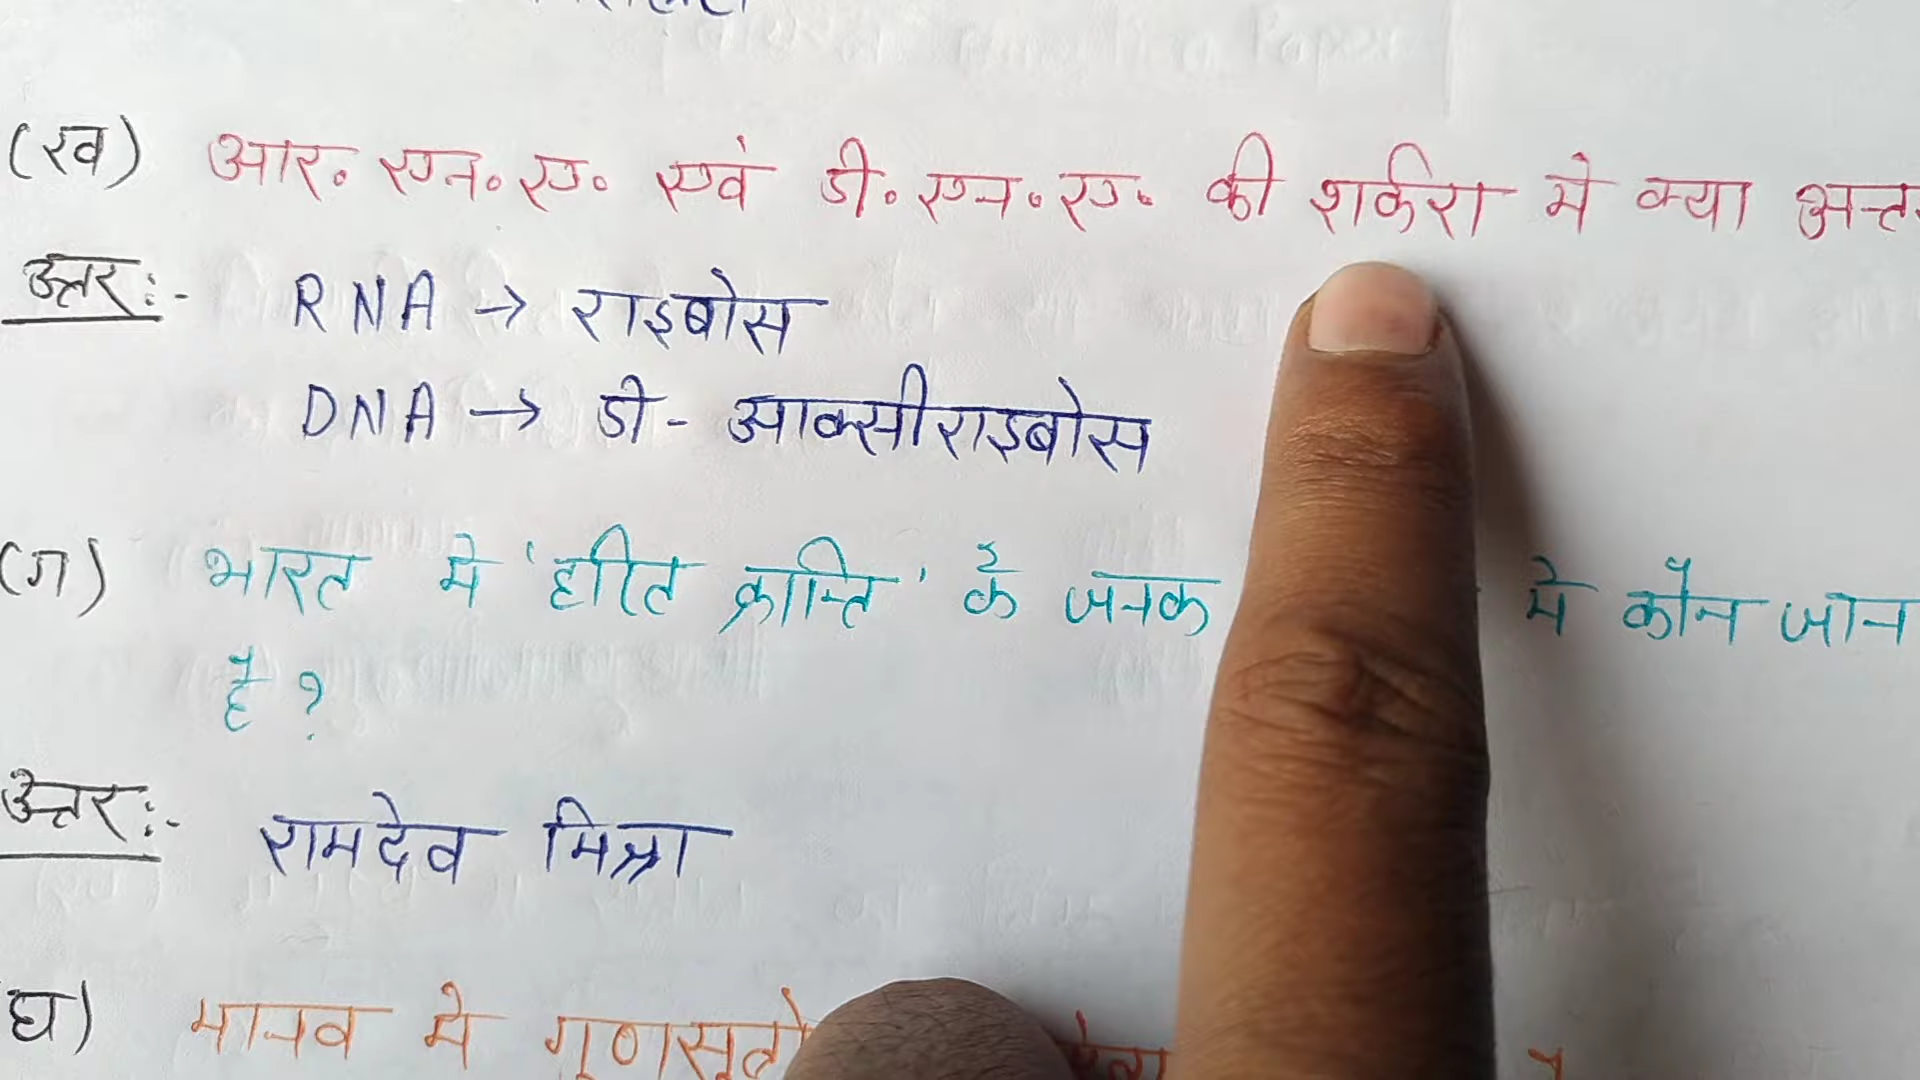 (ख) आर. एन. ए. एवं डी. एन. ए. की शर्करा मे क्या
उत्तर :- RNA → राइबोस
DNA → डी - आक्सीराइबोस
(ग) भारत मे 'हरित क्रान्ति' के जनक मे कौन जान
है ?
उत्तर :- रामदेव मिश्रा
घ) मानव मे